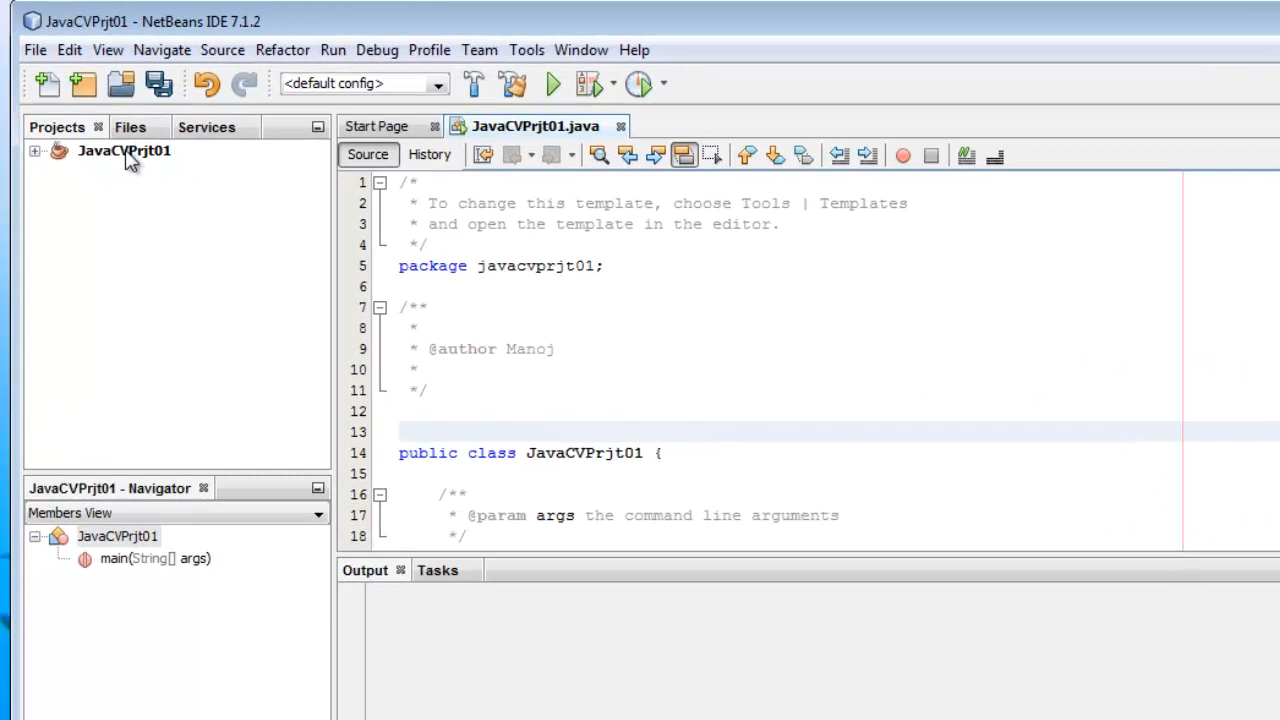 JavaCVPrjt01 - NetBeans IDE 7.1.2
File Edit View Navigate Source Refactor Run Debug Profile Team Tools Window Help
<default config>
Projects Files Services
JavaCVPrjt01
Start Page JavaCVPrjt01.java
Source History
1 /*
2 * To change this template, choose Tools | Templates
3 * and open the template in the editor.
4 */
5 package javacvprjt01;
6
7 /**
8 *
9 * @author Manoj
10 *
11 */
12
13
14 public class JavaCVPrjt01 {
15
16 /**
17 * @param args the command line arguments
18 */
JavaCVPrjt01 - Navigator
Members View
JavaCVPrjt01
main(String[] args)
Output Tasks